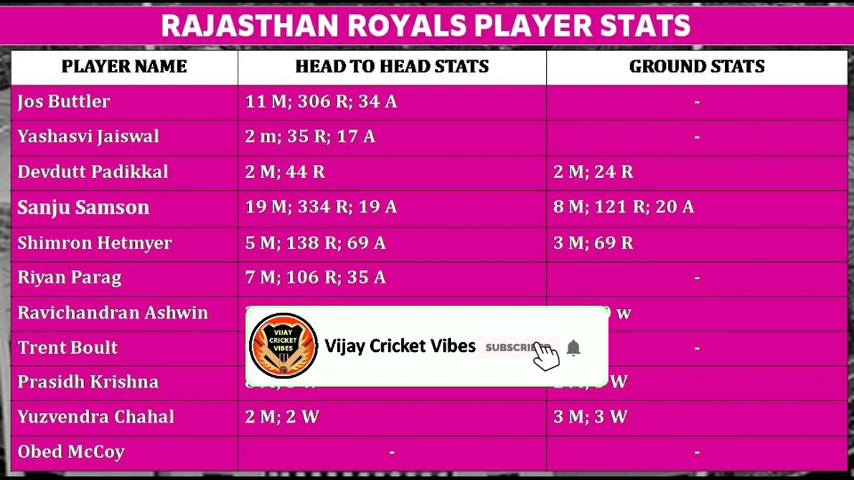 RAJASTHAN ROYALS PLAYER STATS
PLAYER NAME HEAD TO HEAD STATS GROUND STATS
Jos Buttler 11 M; 306 R; 34 A -
Yashasvi Jaiswal 2 m; 35 R; 17 A -
Devdutt Padikkal 2 M; 44 R 2 M; 24 R
Sanju Samson 19 M; 334 R; 19 A 8 M; 121 R; 20 A
Shimron Hetmyer 5 M; 138 R; 69 A 3 M; 69 R
Riyan Parag 7 M; 106 R; 35 A -
Ravichandran Ashwin w
VIJAY
CRICKET
VIBES
Vijay Cricket Vibes SUBSCRIBE
Trent Boult -
Prasidh Krishna W
Yuzvendra Chahal 2 M; 2 W 3 M; 3 W
Obed McCoy - -